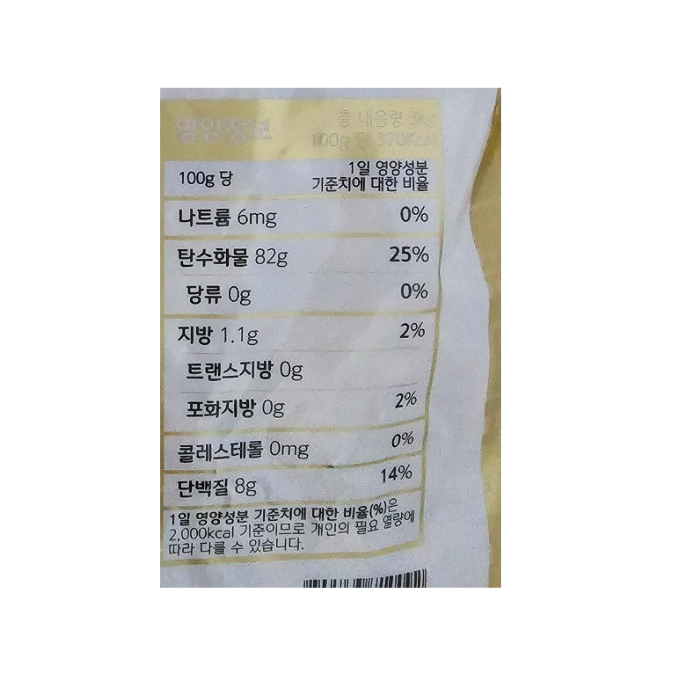 영양정보
총 내용량 3kg
100g 당 370Kcal
100g 당
1일 영양성분
기준치에 대한 비율
나트륨 6mg 0%
탄수화물 82g 25%
당류 0g 0%
지방 1.1g 2%
트랜스지방 0g
포화지방 0g 2%
콜레스테롤 0mg 0%
단백질 8g 14%
1일 영양성분 기준치에 대한 비율(%)은
2,000kcal 기준이므로 개인의 필요 열량에
따라 다를 수 있습니다.